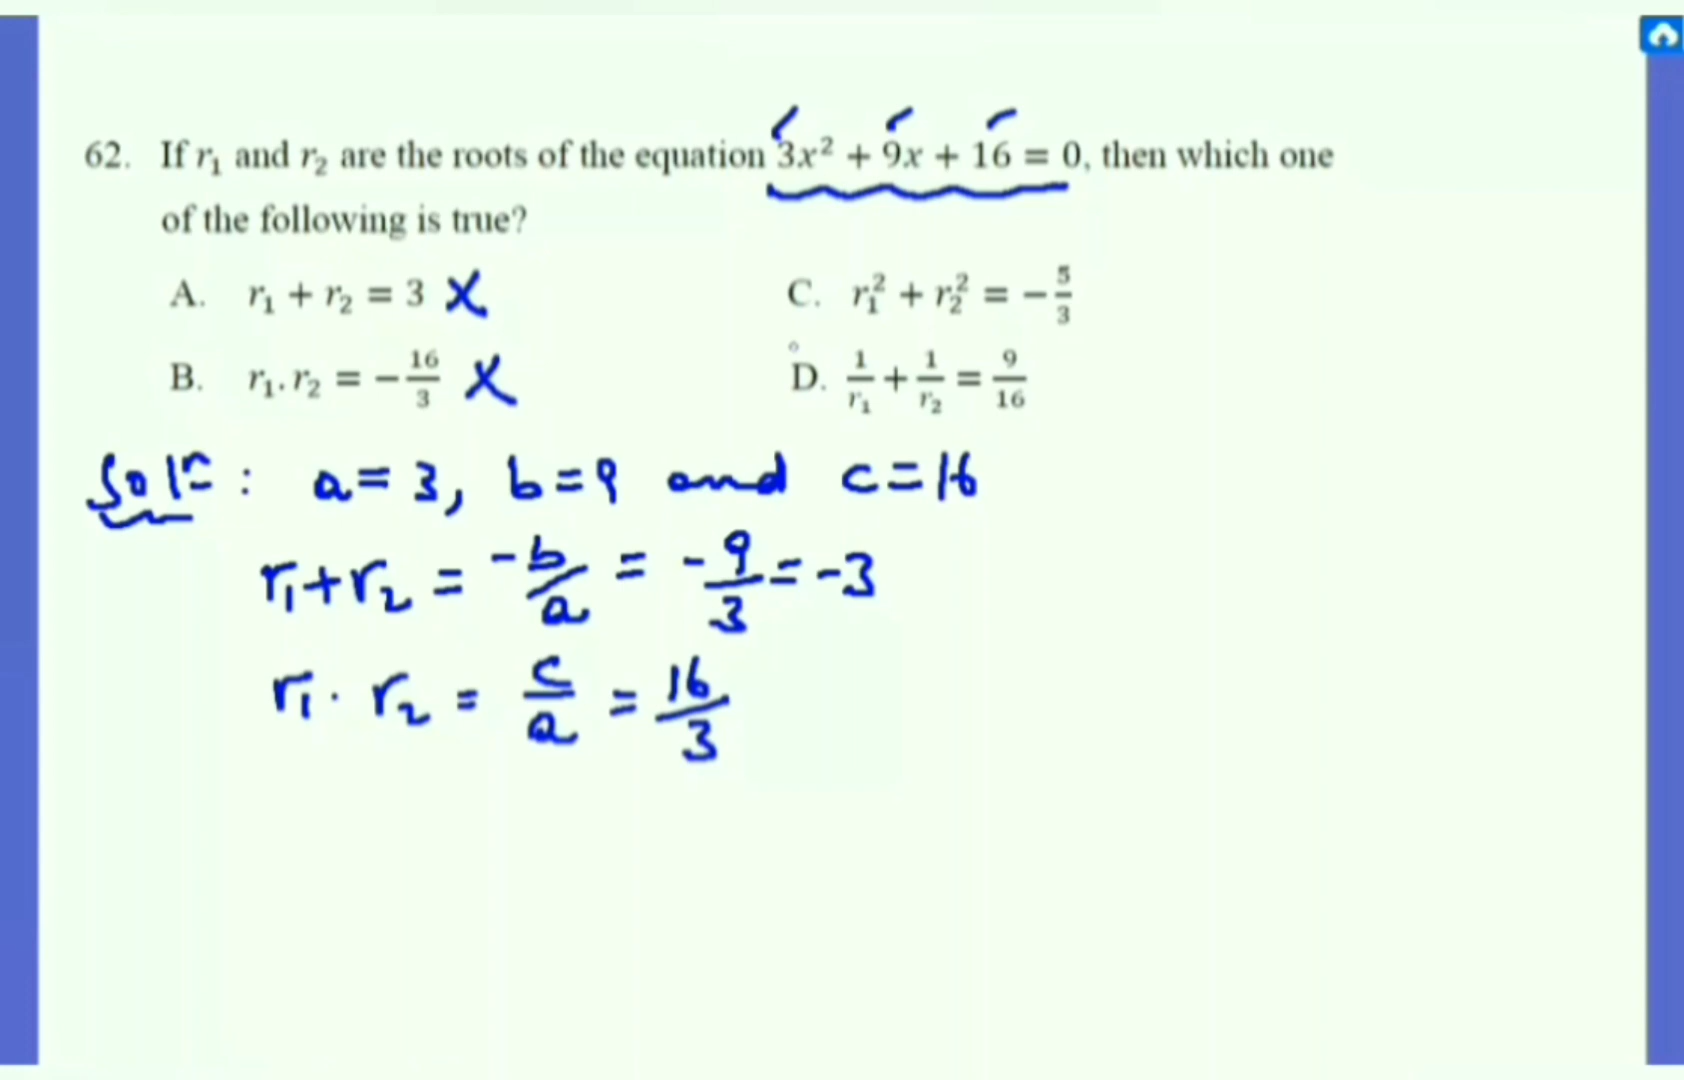 62. If r₁ and r₂ are the roots of the equation 3x² + 9x + 16 = 0, then which one
of the following is true?
A. r₁ + r₂ = 3 X
C. r₁² + r₂² = −5/3
B. r₁. r₂ = −16/3 X
D. 1/r₁ + 1/r₂ = 9/16
Solⁿ : a = 3, b = 9 and c = 16
r₁ + r₂ = -b/a = -9/3 = -3
r₁ · r₂ = c/a = 16/3